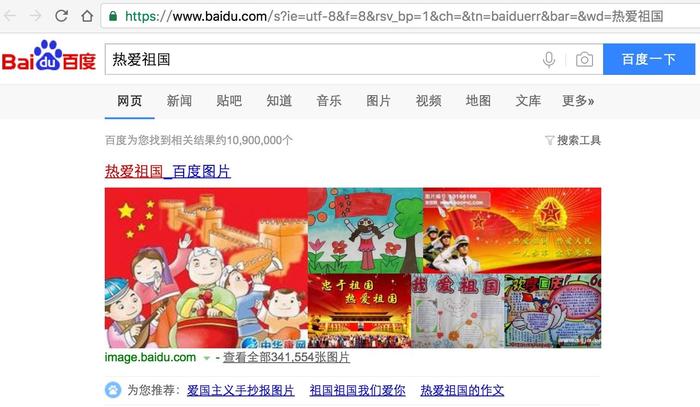 https://www.baidu.com/s?ie=utf-8&f=8&rsv_bp=1&ch=&tn=baiduerr&bar=&wd=热爱祖国
Bai du 百度
热爱祖国
百度一下
网页 新闻 贴吧 知道 音乐 图片 视频 地图 文库 更多»
百度为您找到相关结果约10,900,000个
搜索工具
热爱祖国_百度图片
忠于祖国
热爱祖国
我爱祖国
欢度国庆
中华康网
image.baidu.com - 查看全部341,554张图片
为您推荐: 爱国主义手抄报图片 祖国祖国我们爱你 热爱祖国的作文